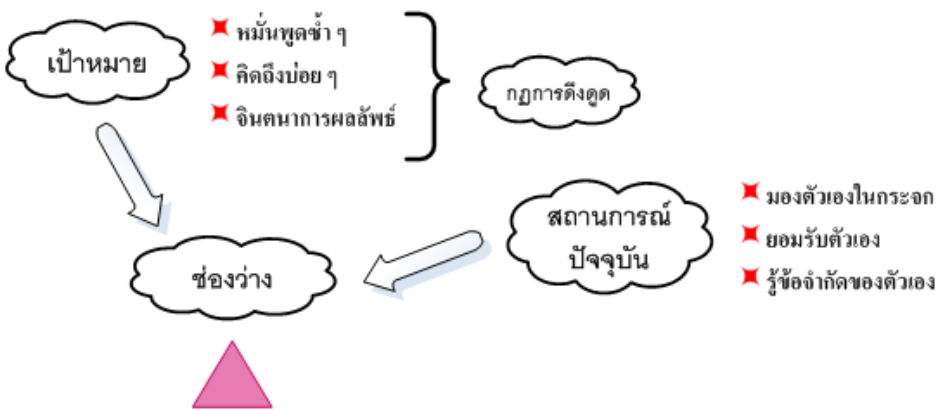 เป้าหมาย
หมั่นพูดซ้ำ ๆ
คิดถึงบ่อย ๆ
จินตนาการผลลัพธ์
กฏการดึงดูด
สถานการณ์
ปัจจุบัน
มองตัวเองในกระจก
ยอมรับตัวเอง
รู้ข้อจำกัดของตัวเอง
ช่องว่าง